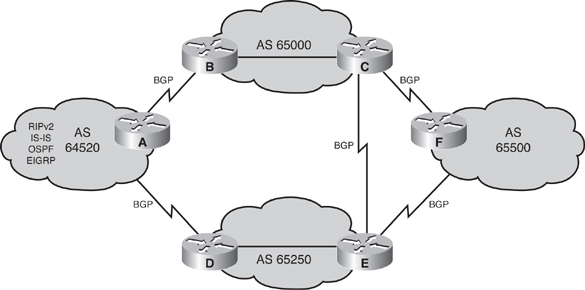 AS 65000
B
C
BGP
BGP
RIPv2
IS-IS
OSPF
EIGRP
AS
64520
A
BGP
F
AS
65500
BGP
BGP
D
AS 65250
E